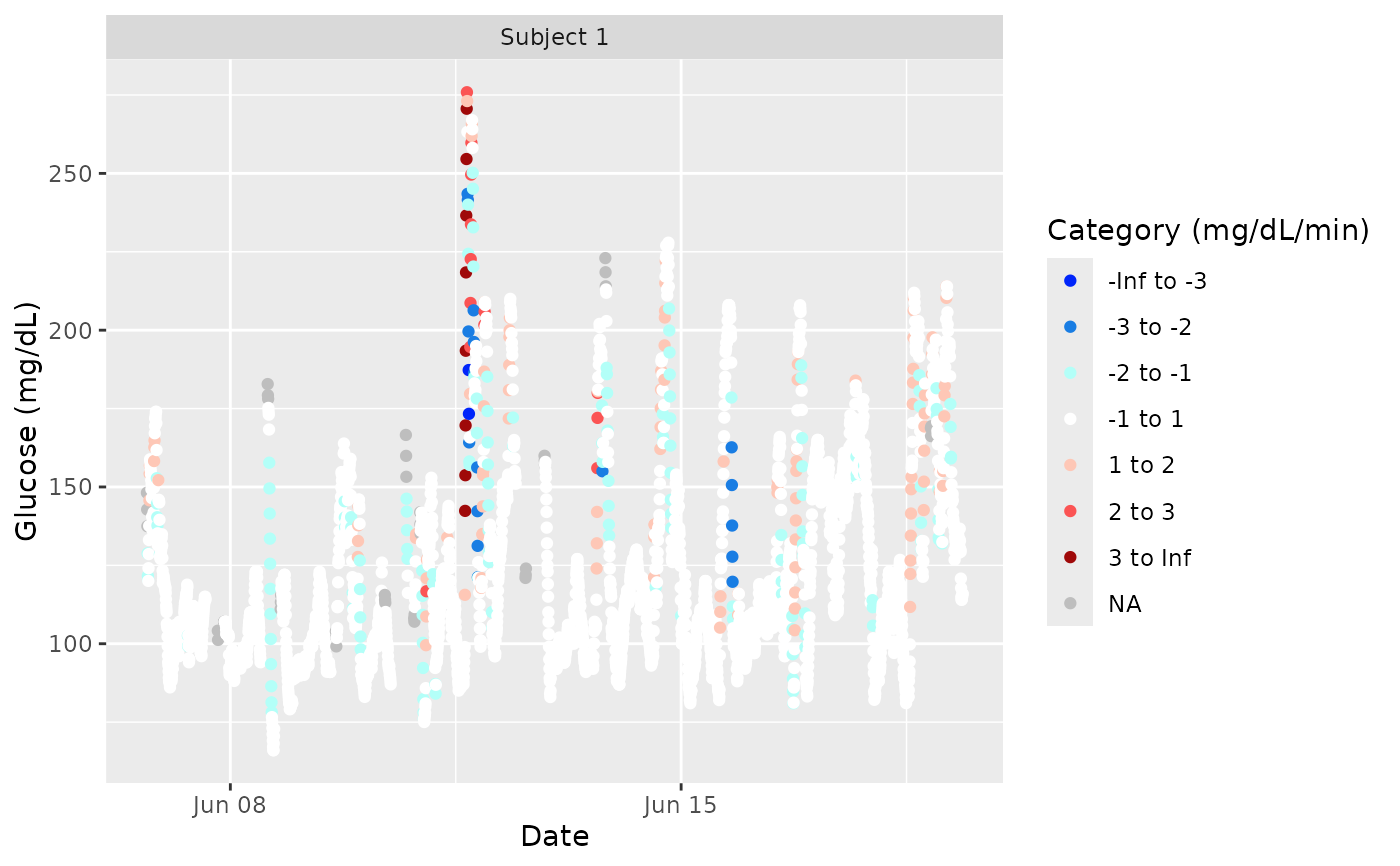 Subject 1
Glucose (mg/dL)
250
200
150
100
Jun 08
Jun 15
Date
Category (mg/dL/min)
-Inf to -3
-3 to -2
-2 to -1
-1 to 1
1 to 2
2 to 3
3 to Inf
NA